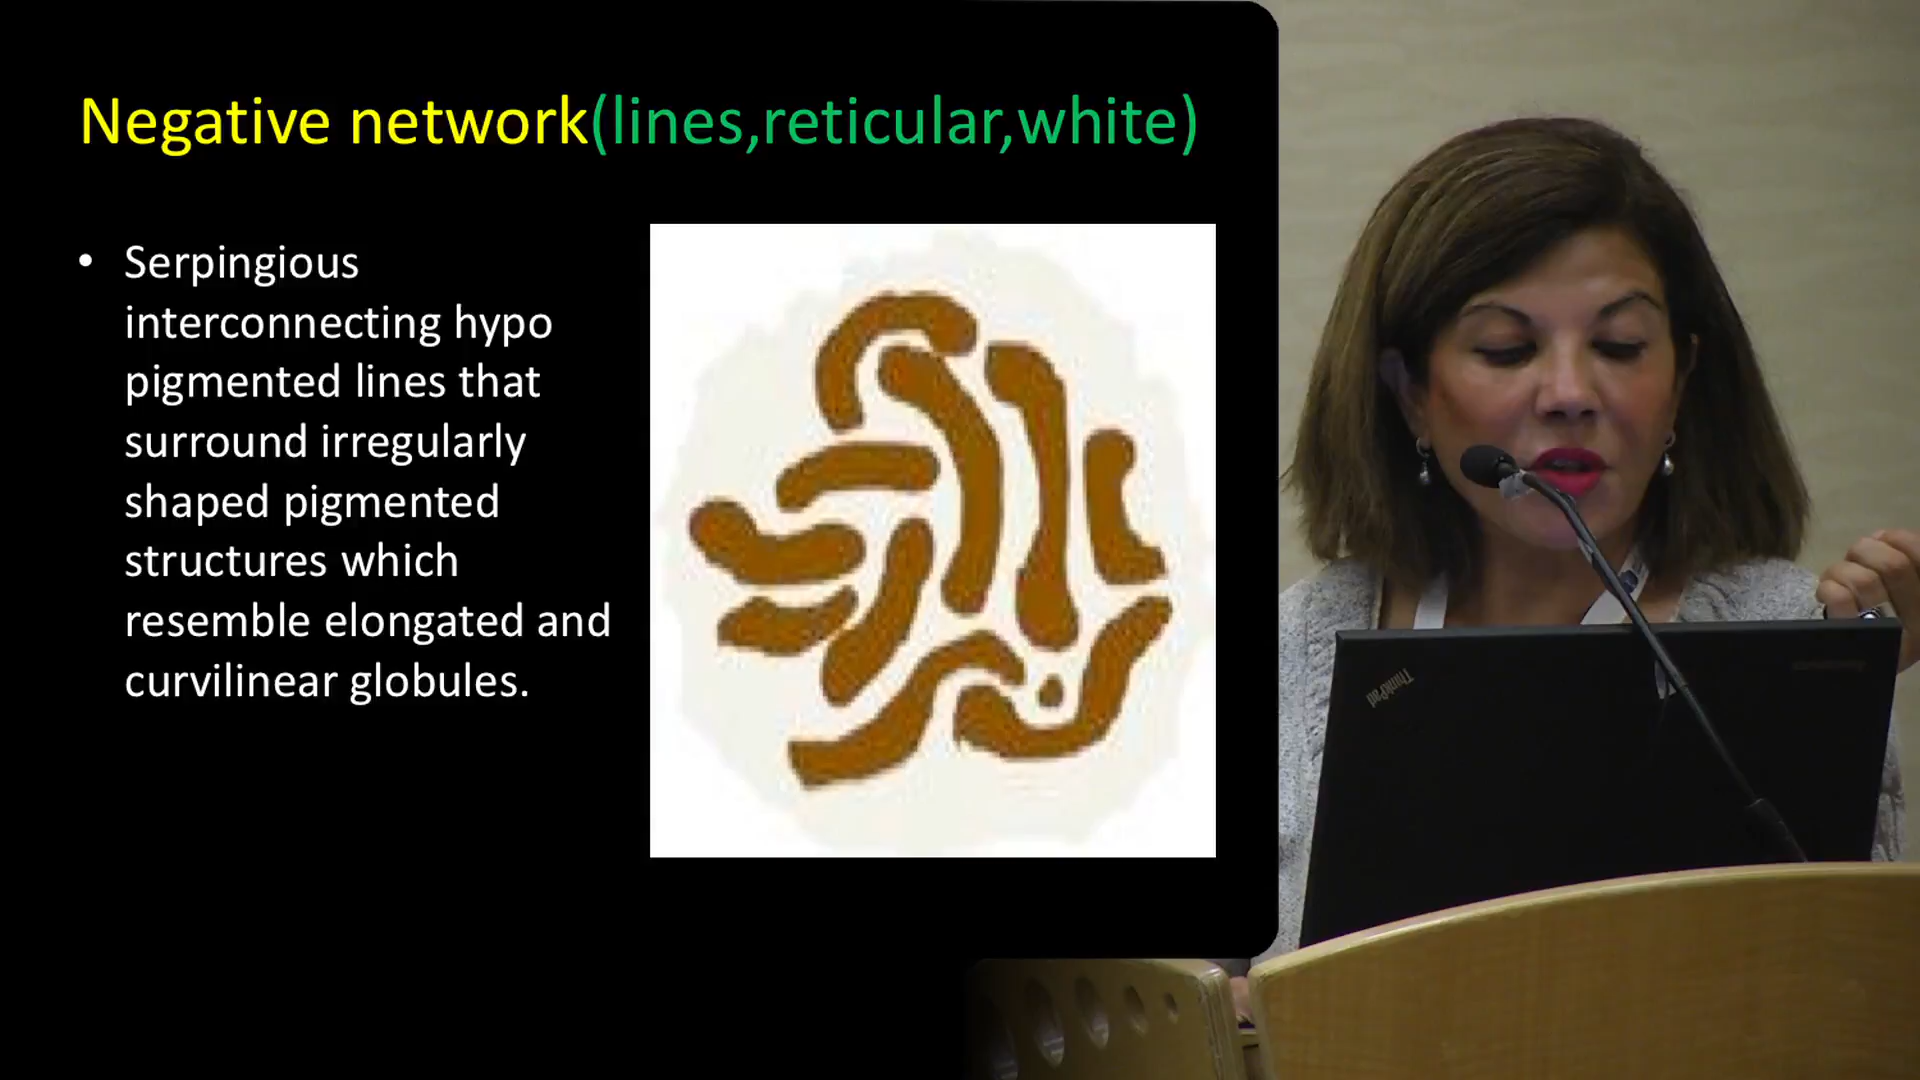 Negative network(lines,reticular,white)
• Serpingious
interconnecting hypo
pigmented lines that
surround irregularly
shaped pigmented
structures which
resemble elongated and
curvilinear globules.
ThinkPad